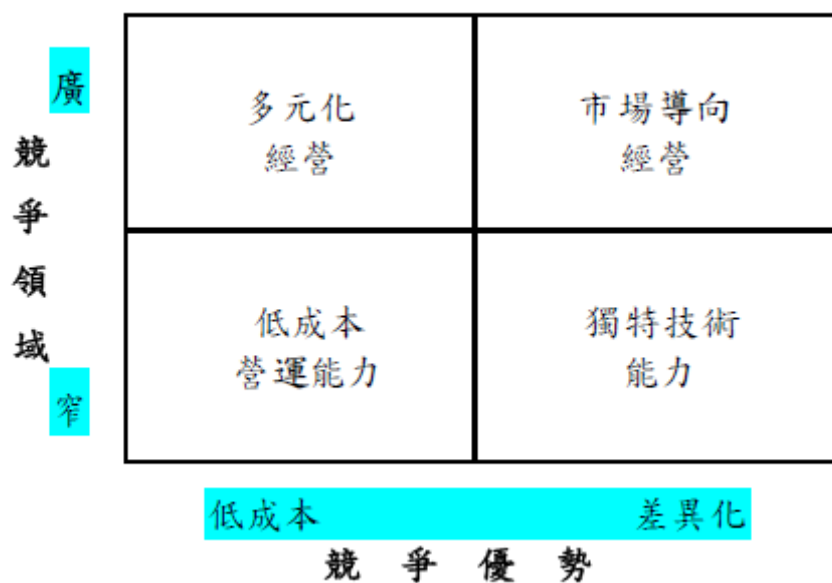 廣
競
爭
領
域
窄
多元化
經營
市場導向
經營
低成本
營運能力
獨特技術
能力
低成本 差異化
競 爭 優 勢